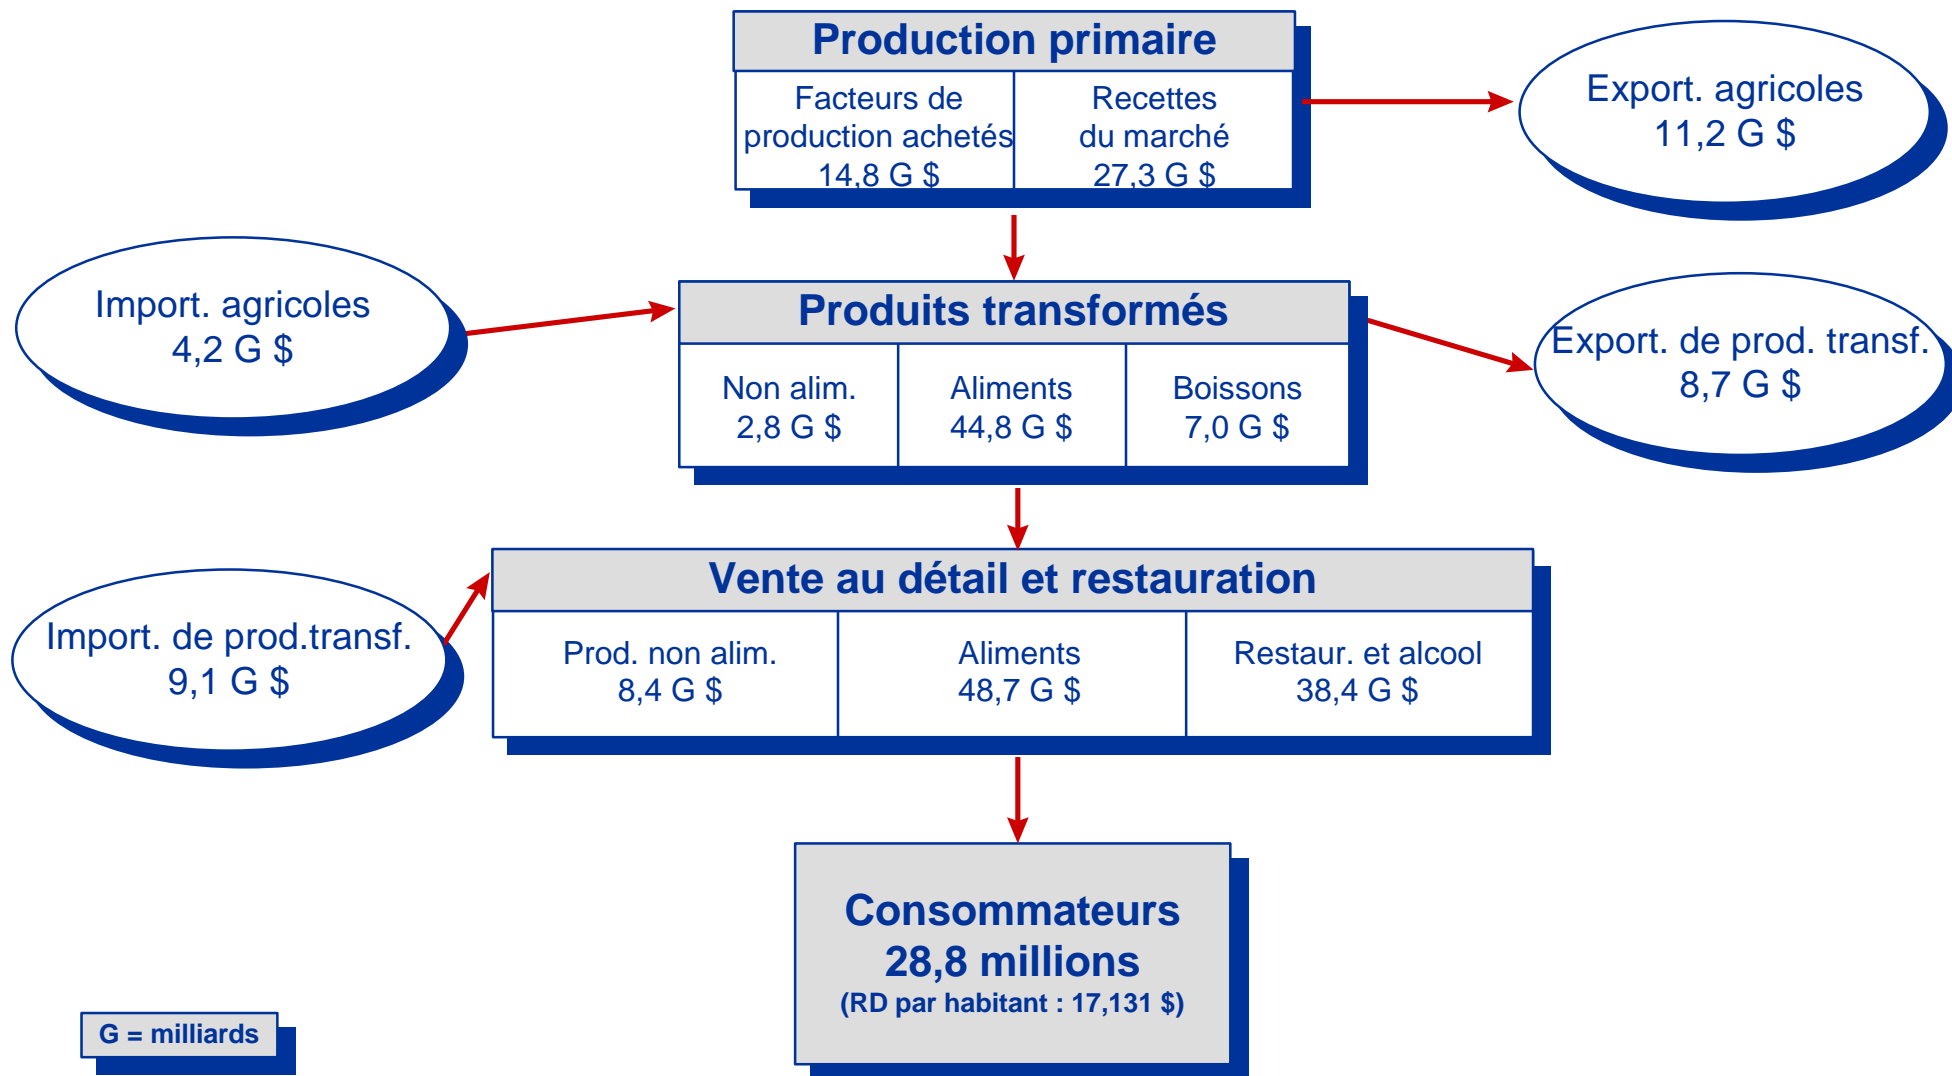 Production primaire
Facteurs de
production achetés
14,8 G $
Recettes
du marché
27,3 G $
Export. agricoles
11,2 G $
Import. agricoles
4,2 G $
Produits transformés
Non alim.
2,8 G $
Aliments
44,8 G $
Boissons
7,0 G $
Export. de prod. transf.
8,7 G $
Vente au détail et restauration
Import. de prod.transf.
9,1 G $
Prod. non alim.
8,4 G $
Aliments
48,7 G $
Restaur. et alcool
38,4 G $
Consommateurs
28,8 millions
(RD par habitant : 17,131 $)
G = milliards